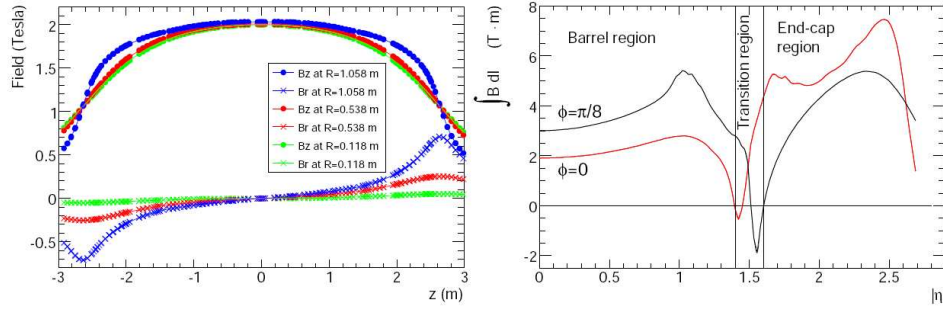 Field (Tesla)
2
1.5
1
0.5
0
-0.5
-3
-2
-1
0
1
2
3
z (m)
Bz at R=1.058 m
Br at R=1.058 m
Bz at R=0.538 m
Br at R=0.538 m
Bz at R=0.118 m
Br at R=0.118 m
∫B dl (T · m)
8
6
4
2
0
-2
0
0.5
1
1.5
2
2.5
|η
Barrel region
Transition region
End-cap
region
ϕ=π/8
ϕ=0